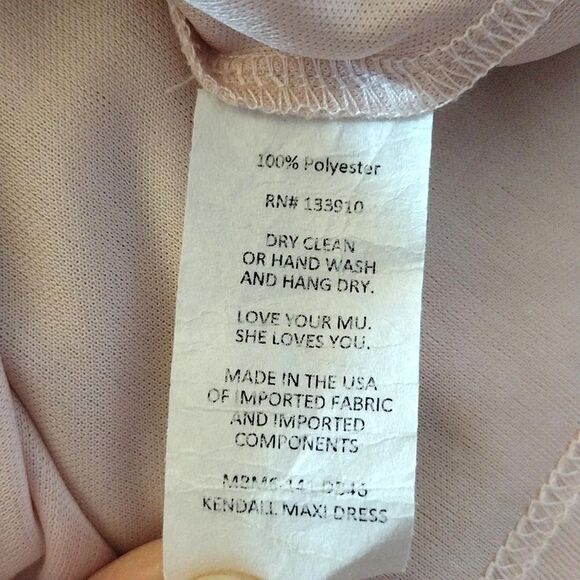 100% Polyester
RN# 133910
DRY CLEAN
OR HAND WASH
AND HANG DRY.
LOVE YOUR MU.
SHE LOVES YOU.
MADE IN THE USA
OF IMPORTED FABRIC
AND IMPORTED
COMPONENTS
KENDALL MAXI DRESS